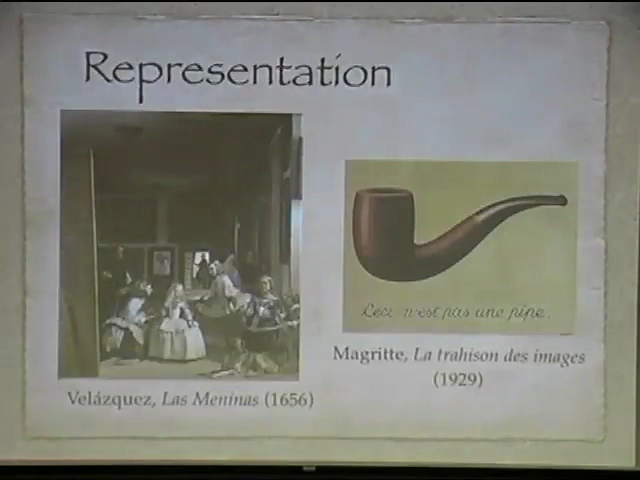 Representation
Ceci n'est pas une pipe.
Magritte, La trahison des images
(1929)
Velázquez, Las Meninas (1656)